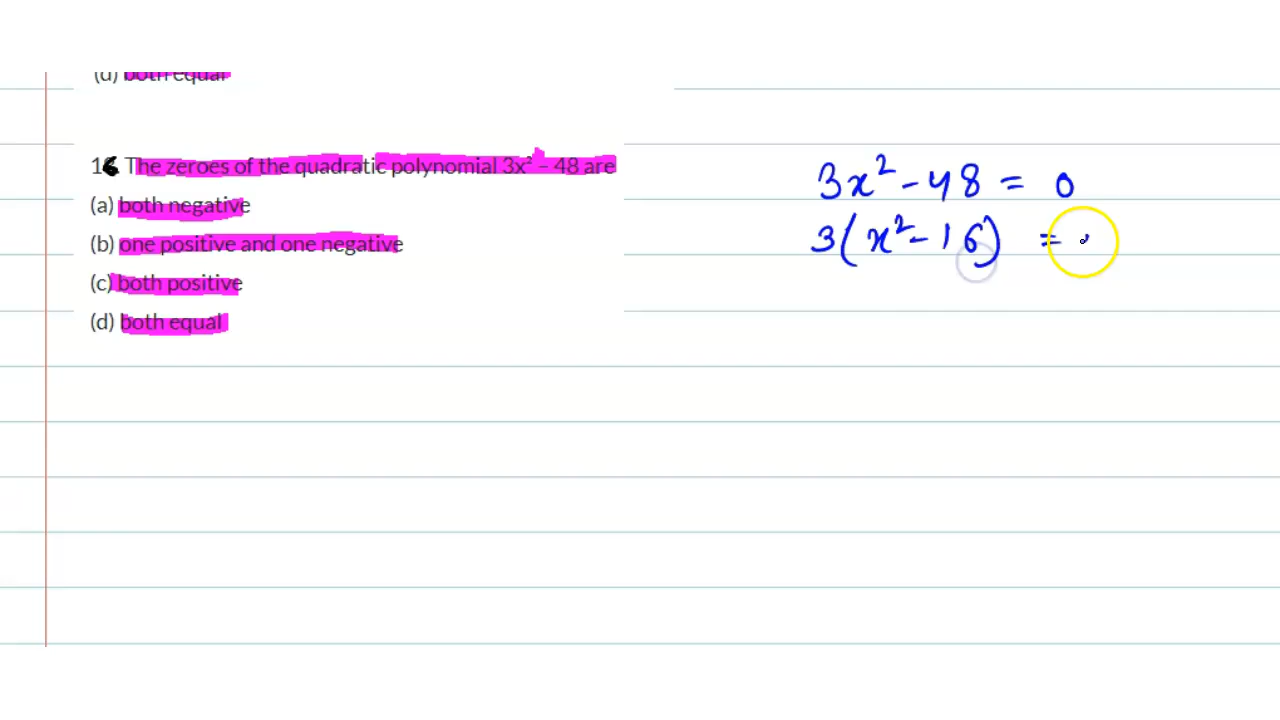 (d) both equal
16 The zeroes of the quadratic polynomial 3x² – 48 are
(a) both negative
(b) one positive and one negative
(c) both positive
(d) both equal
3x² - 48 = 0
3(x² - 16) =